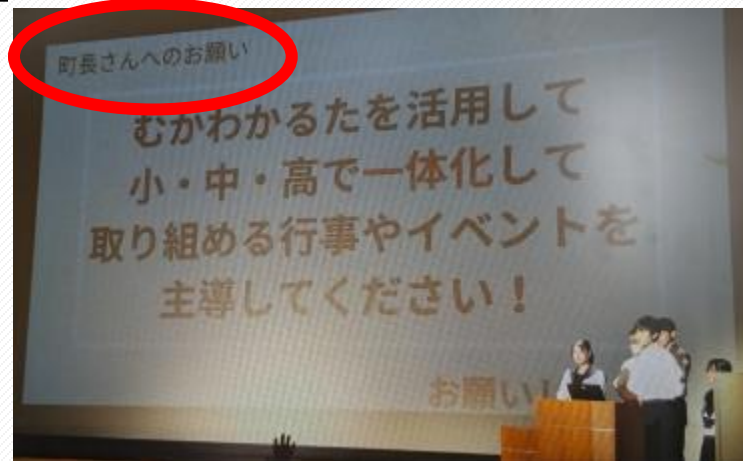 町長さんへのお願い
むかわかるたを活用して
小・中・高で一体化して
取り組める行事やイベントを
主導してください！
お願いし